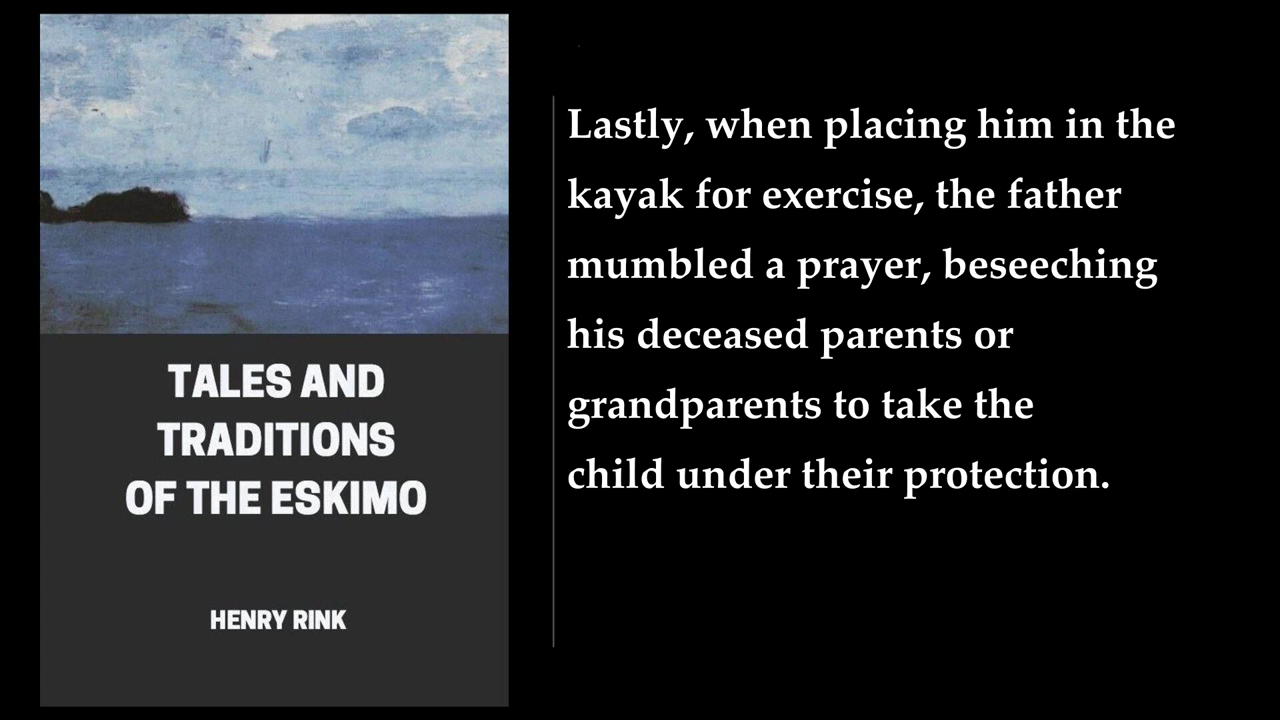 TALES AND
TRADITIONS
OF THE ESKIMO
HENRY RINK
Lastly, when placing him in the
kayak for exercise, the father
mumbled a prayer, beseeching
his deceased parents or
grandparents to take the
child under their protection.